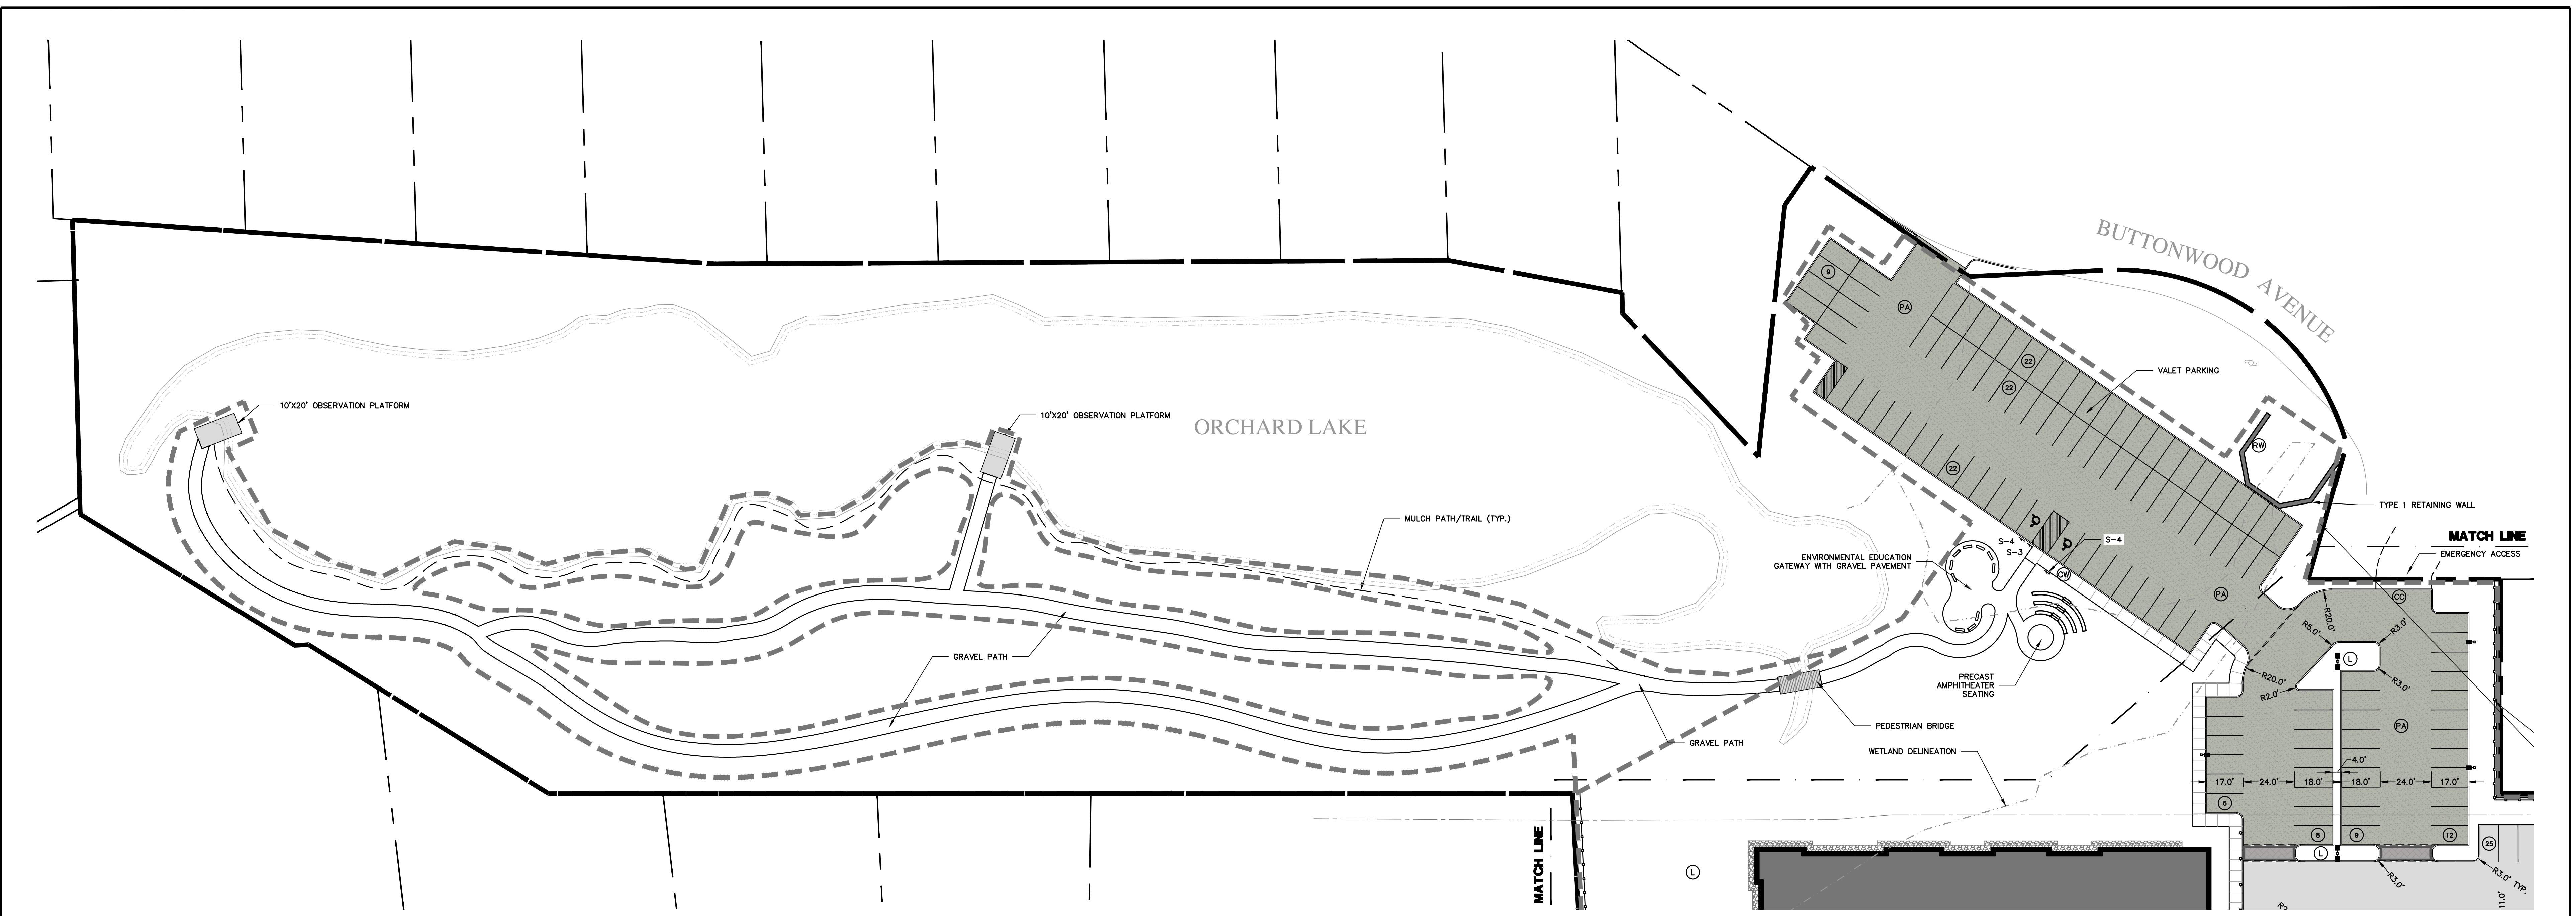 BUTTONWOOD AVENUE
9
PA
22
22
VALET PARKING
10'X20' OBSERVATION PLATFORM
10'X20' OBSERVATION PLATFORM
ORCHARD LAKE
RW
22
TYPE 1 RETAINING WALL
MULCH PATH/TRAIL (TYP.)
MATCH LINE
EMERGENCY ACCESS
S-4
S-3
S-4
ENVIRONMENTAL EDUCATION
GATEWAY WITH GRAVEL PAVEMENT
CW
PA
CC
R20.0'
R5.0'
R3.0'
L
GRAVEL PATH
PRECAST
AMPHITHEATER
SEATING
R20.0'
R2.0'
R3.0'
PEDESTRIAN BRIDGE
PA
GRAVEL PATH
WETLAND DELINEATION
4.0'
17.0'
24.0'
18.0'
18.0'
24.0'
17.0'
6
8
9
12
25
MATCH LINE
L
L
R3.0'
R3.0' TYP.
11.0'